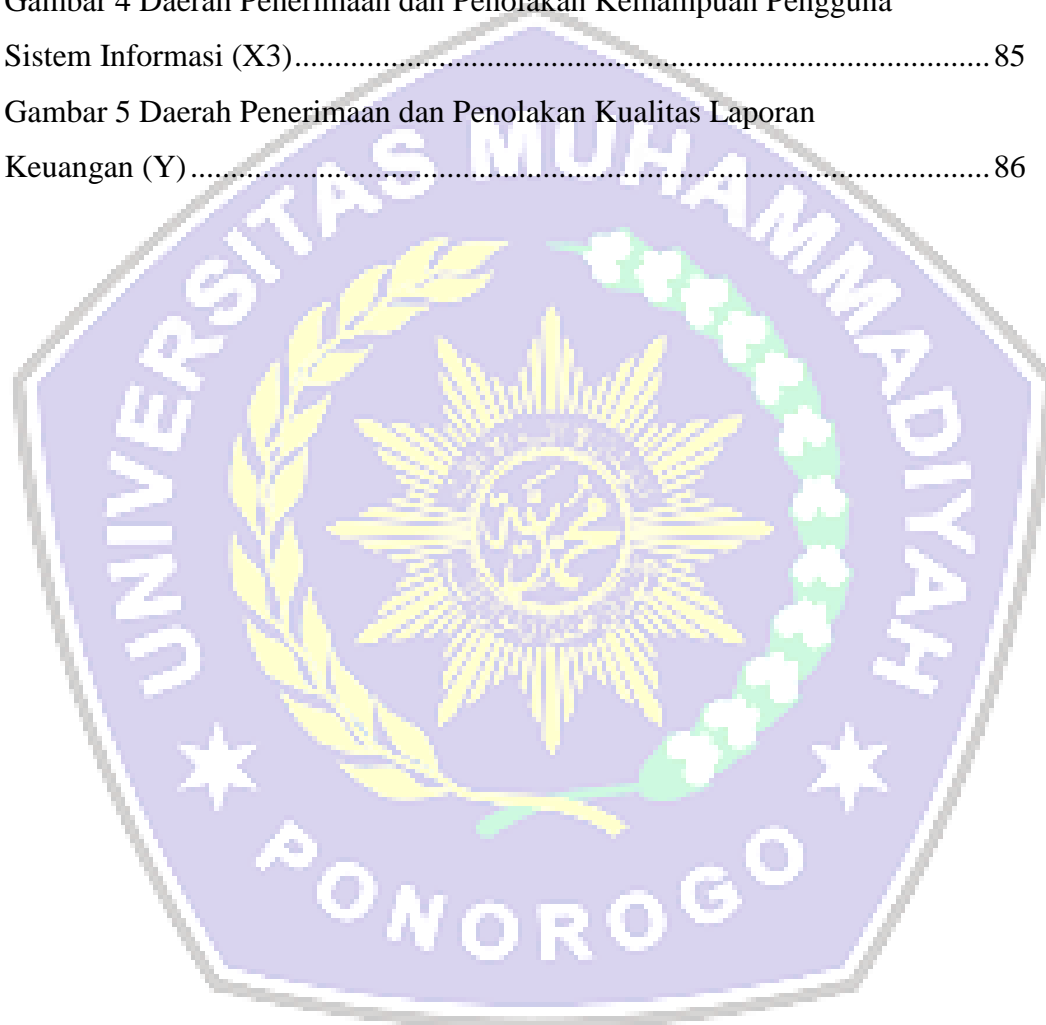 Gambar 4 Daerah Penerimaan dan Penolakan Kemampuan Pengguna
Sistem Informasi (X3)........................................................................................ 85
Gambar 5 Daerah Penerimaan dan Penolakan Kualitas Laporan
Keuangan (Y)..................................................................................................... 86
UNIVERSITAS MUHAMMADIYAH
PONOROGO